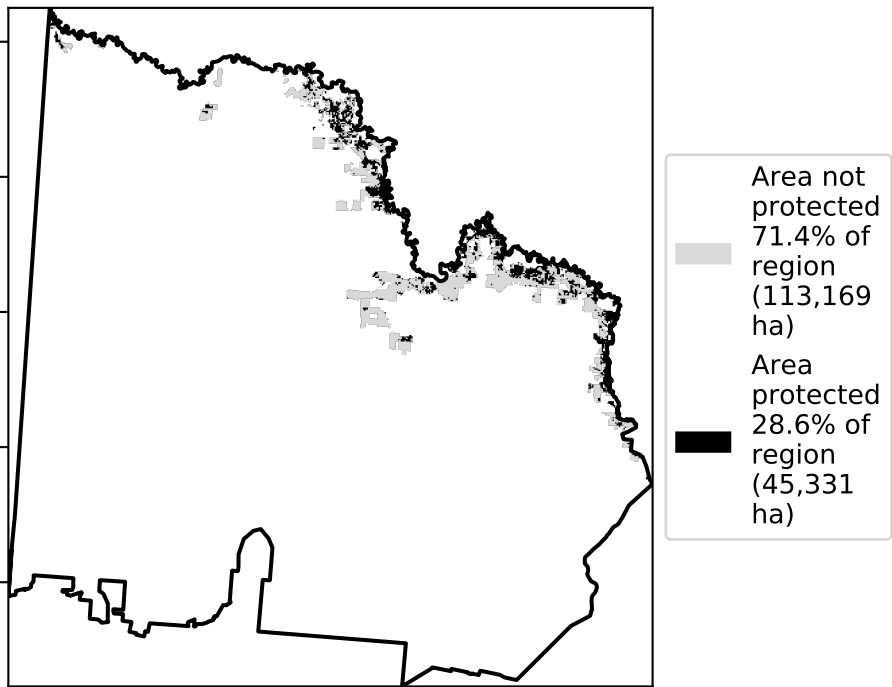 Area not
protected
71.4% of
region
(113,169
ha)
Area
protected
28.6% of
region
(45,331
ha)